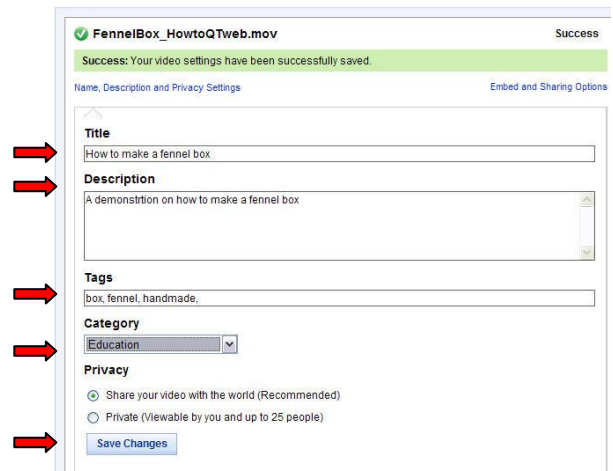 FennelBox_HowtoQTweb.mov Success
Success: Your video settings have been successfully saved.
Name, Description and Privacy Settings Embed and Sharing Options
Title
How to make a fennel box
Description
A demonstrtion on how to make a fennel box
Tags
box, fennel, handmade,
Category
Education
Privacy
Share your video with the world (Recommended)
Private (Viewable by you and up to 25 people)
Save Changes